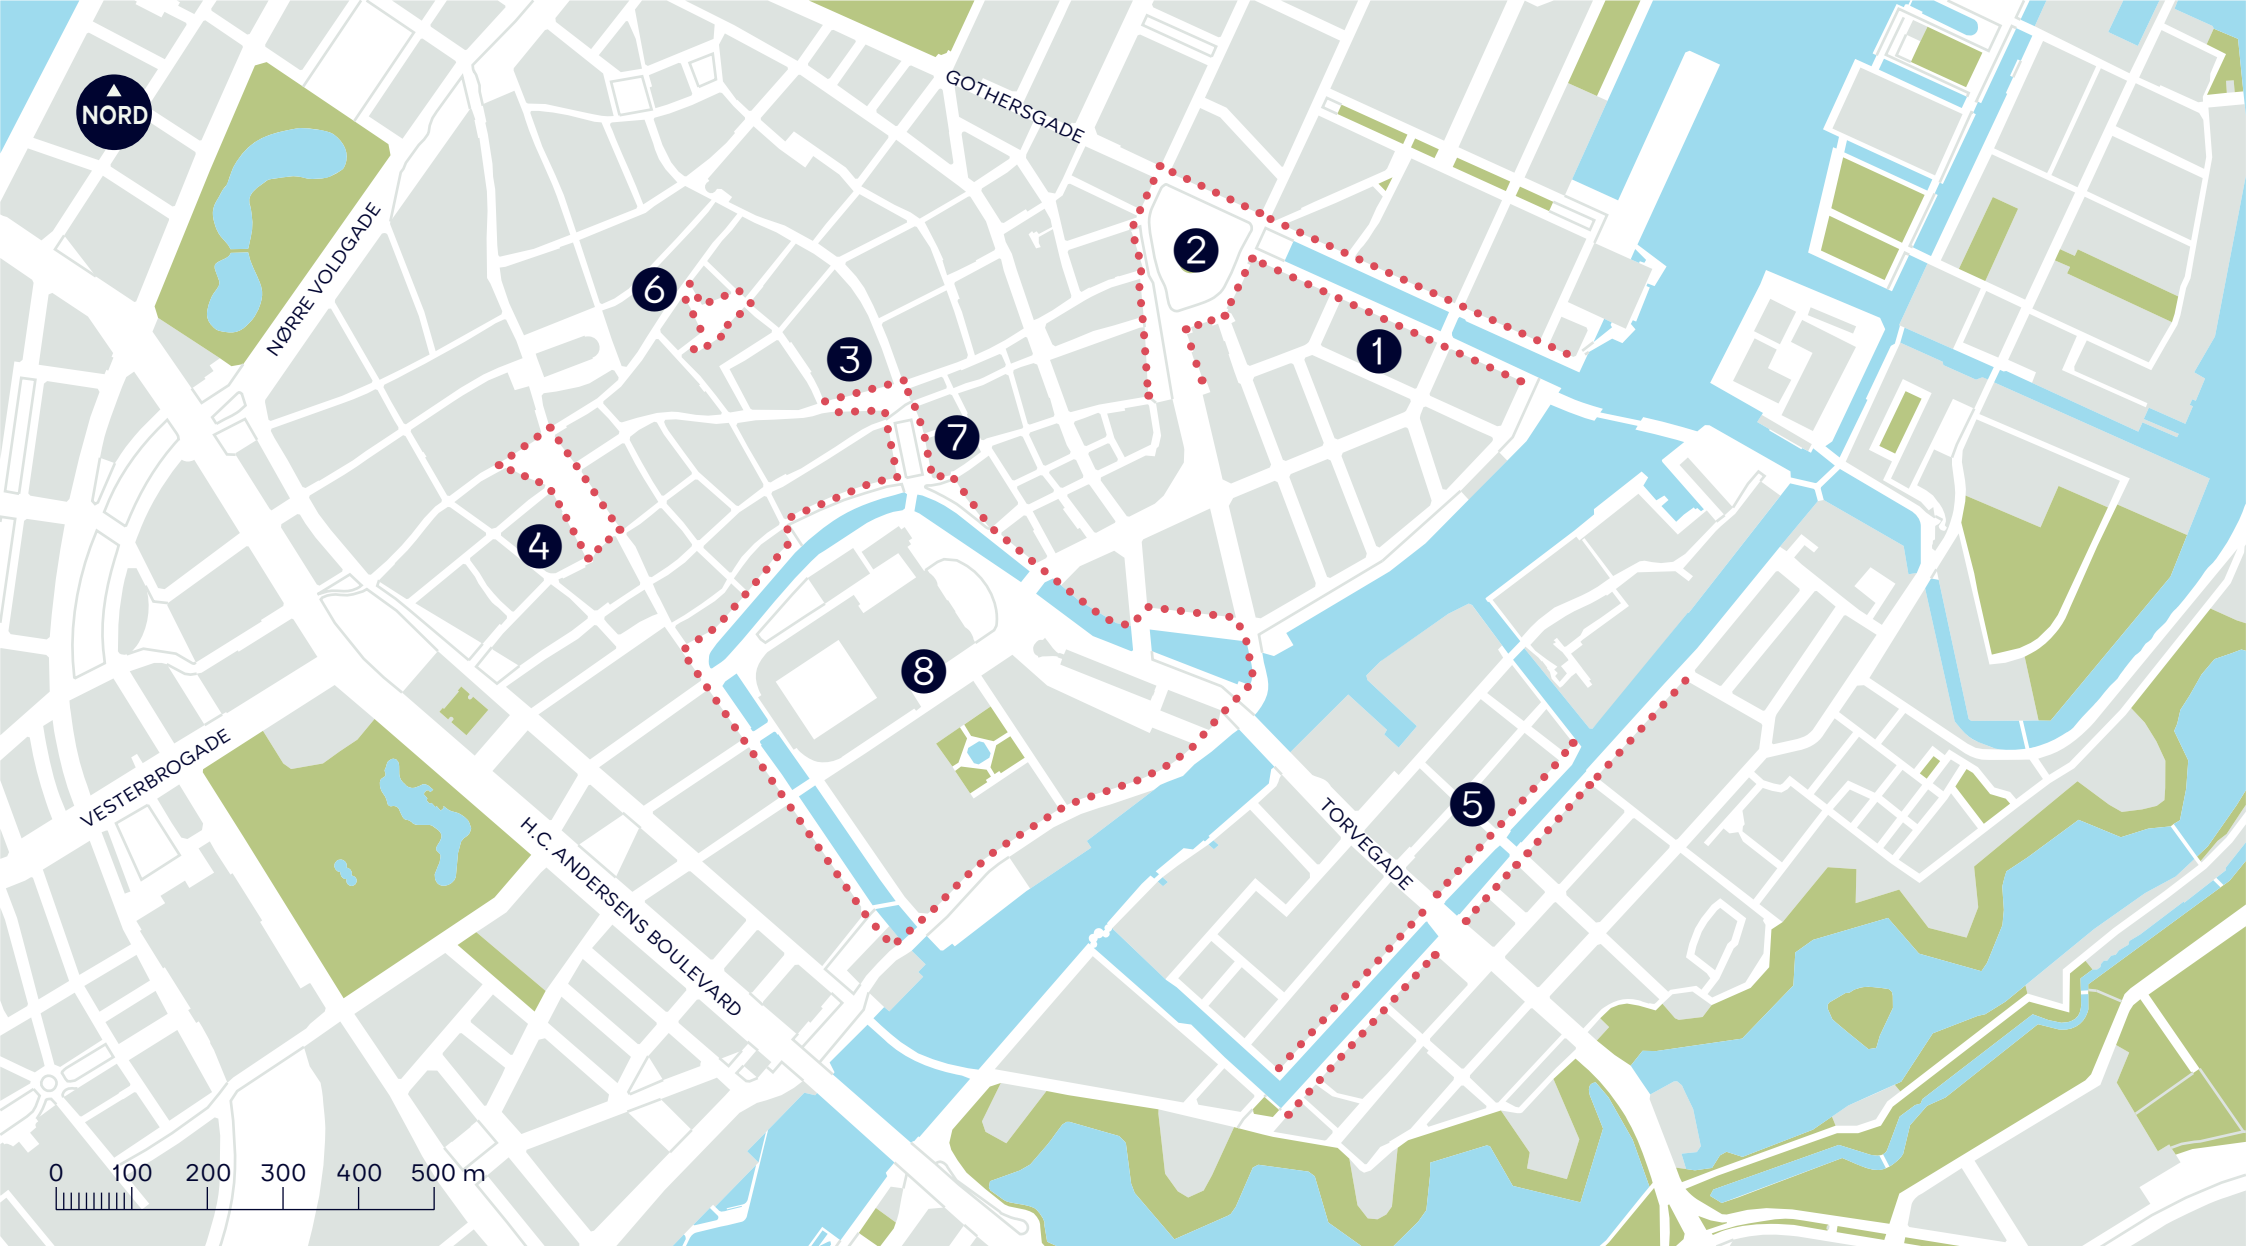 GOTHERSGADE
NORD
NØRRE VOLDGADE
2
6
1
3
7
4
8
VESTERBROGADE
5
TORVEGADE
H.C. ANDERSENS BOULEVARD
0 100 200 300 400 500 m